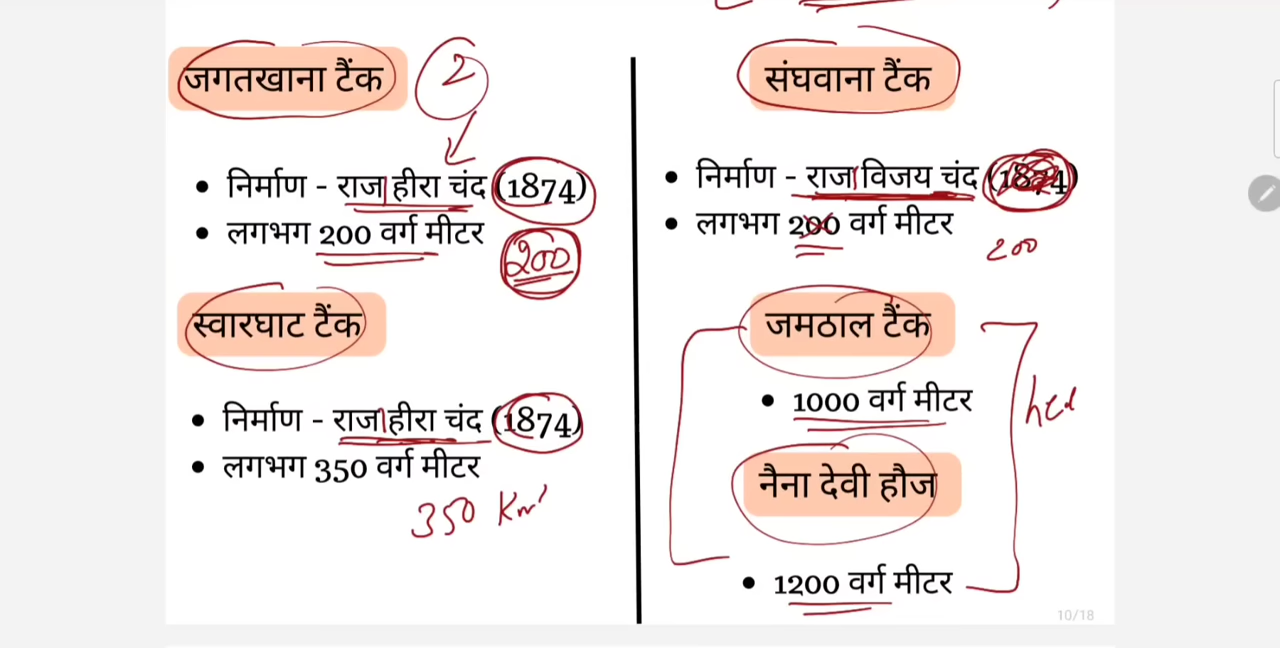 जगतखाना टैंक 2
• निर्माण - राजा हीरा चंद (1874)
• लगभग 200 वर्ग मीटर
200
स्वारघाट टैंक
• निर्माण - राजा हीरा चंद (1874)
• लगभग 350 वर्ग मीटर
350 Km²
संघवाना टैंक
• निर्माण - राजा विजय चंद
• लगभग 200 वर्ग मीटर
200
जमठाल टैंक
• 1000 वर्ग मीटर
नैना देवी हौज
• 1200 वर्ग मीटर
10/18